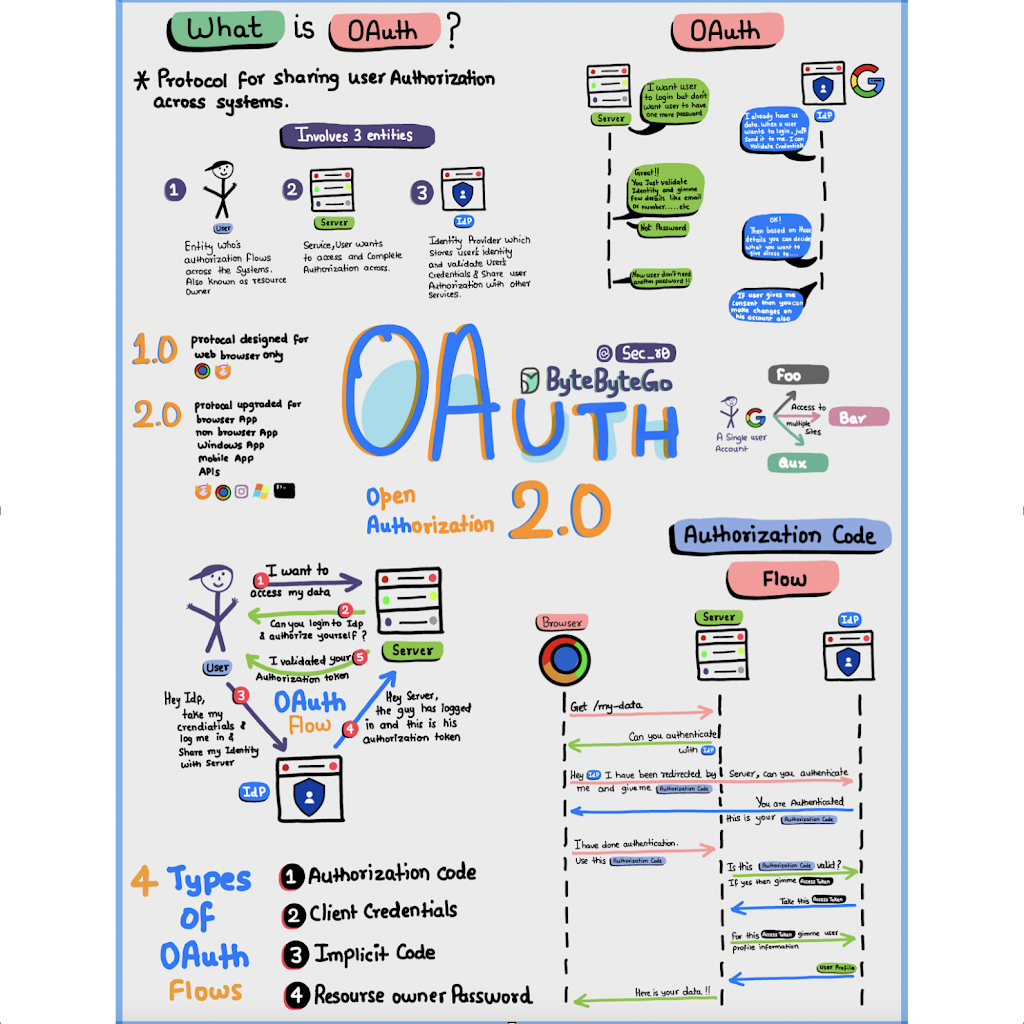 What is OAuth ?
* Protocol for sharing user Authorization
across systems.
Involves 3 entities
1
User
Entity who's
authorization flows
across the Systems.
Also Known as resource
Owner
2
Server
Service, User wants
to access and Complete
Authorization across.
3
IdP
Identity Provider which
Stores users Identity
and validate User's
Credentials & Share user
Authorization with other
Services.
OAuth
Server
IdP
I want user
to login but don't
want user to have
one more password
I already have us
data. When a user
wants to login, just
Send it to me. I can
Validate Credentials
Great!!
You Just validate
Identity and gimme
few details like email
or number.....etc
Not Password
OK!
Then based on those
details you can decide
what you want to
give access to....
Now user don't need
another password !!
If user gives me
consent then you can
make changes on
his account also
1.0
protocal designed for
web browser only
2.0
protocal upgraded for
browser App
non browser App
Windows App
mobile App
APIs
OAUTH
@ Sec_r0
ByteByteGo
Open
Authorization
2.0
A Single user
Account
Access to
multiple
Sites
Foo
Bar
Qux
User
Server
IdP
OAuth
Flow
1 I want to
access my data
2
Can you login to Idp
& authorize yourself ?
I validated your 5
Authorization token
3
Hey Idp,
take my
crendiatials &
log me in &
Share my Identity
with Server
4
Hey Server,
the guy has logged
in and this is his
authorization token
4 Types
of
OAuth
Flows
1 Authorization code
2 Client Credentials
3 Implicit Code
4 Resourse owner Password
Authorization Code
Flow
Browser
Server
IdP
Get /my-data
Can you authenticate
with IdP
Hey IdP I have been redirected by Server, can you authenticate
me and give me Authorization Code
You are Authenticated
this is your Authorization Code
I have done authentication.
Use this Authorization Code
Is this Authorization Code valid?
If yes then gimme Access Token
Take this Access Token
For this Access Token gimme user
profile information
User Profile
Here is your data !!